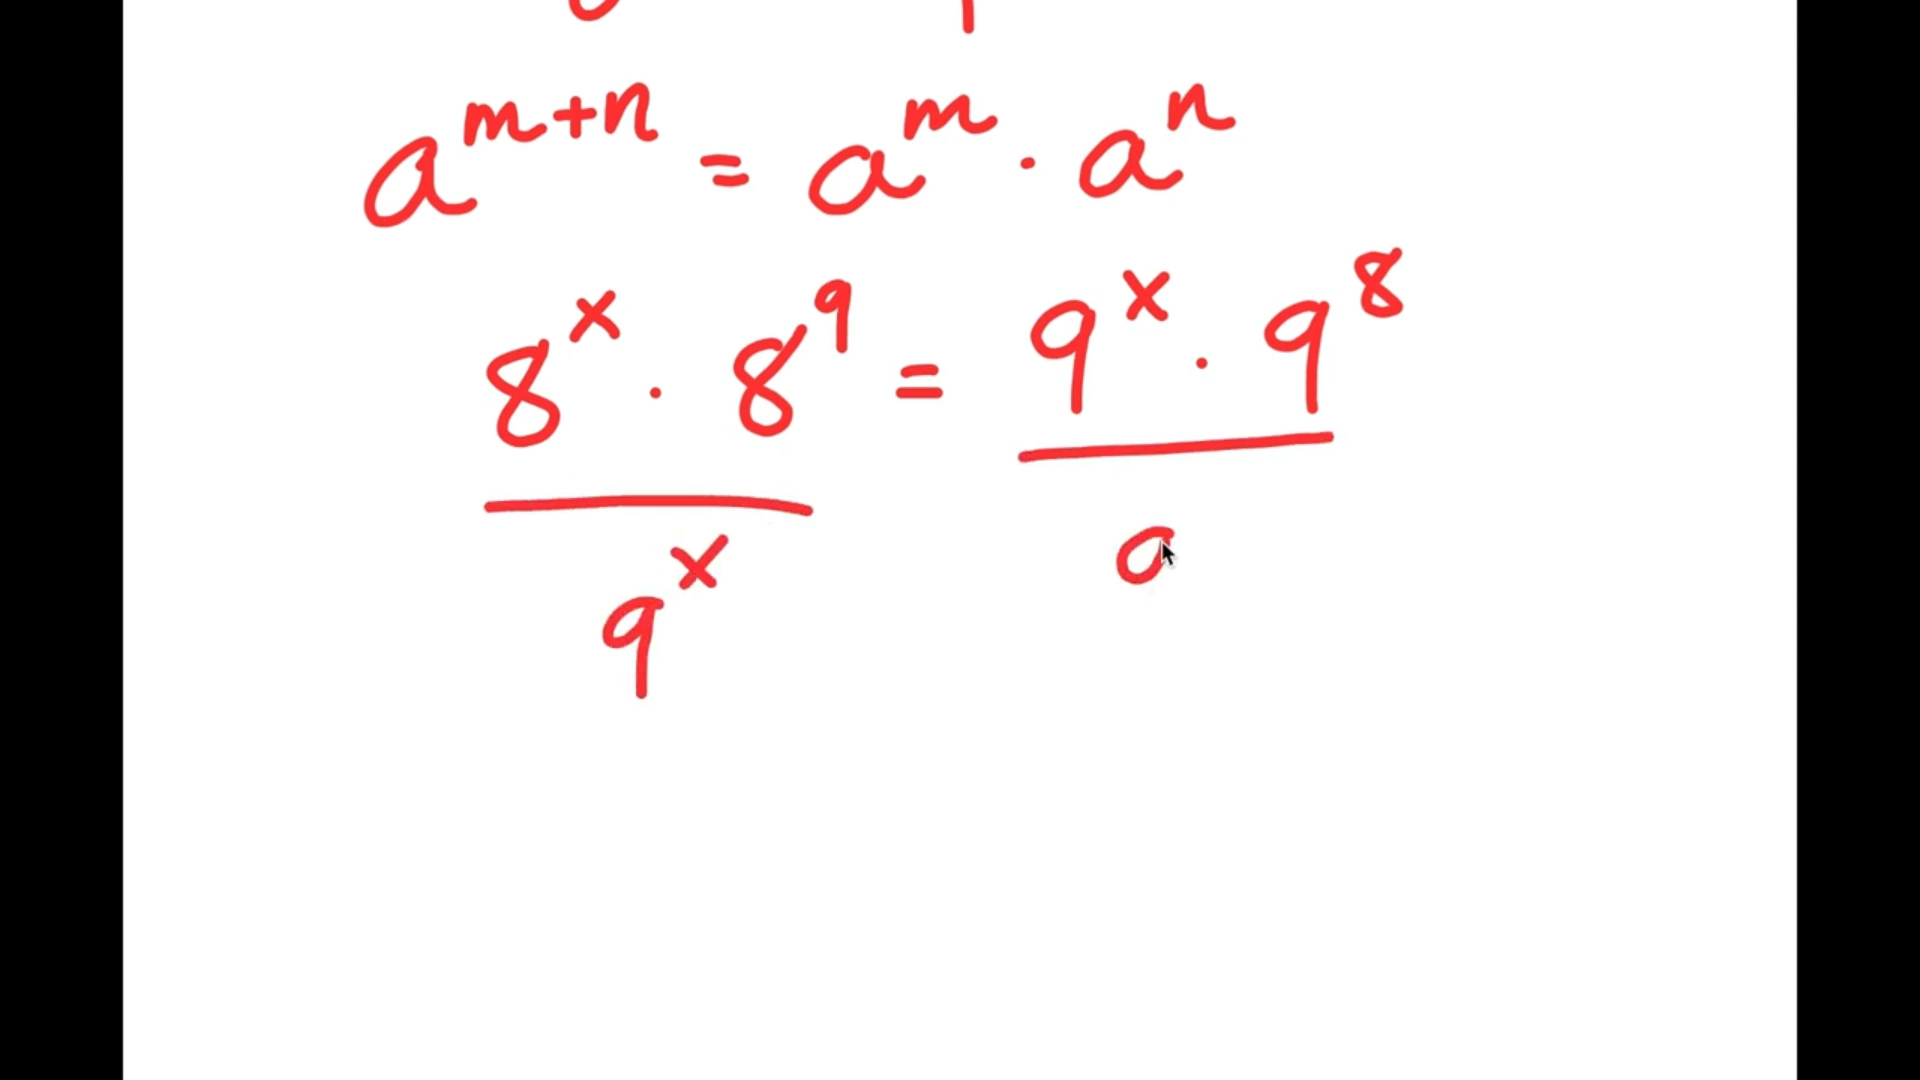 a^{m+n} = a^m · a^n
8^x · 8^9 = 9^x · 9^8
9^x